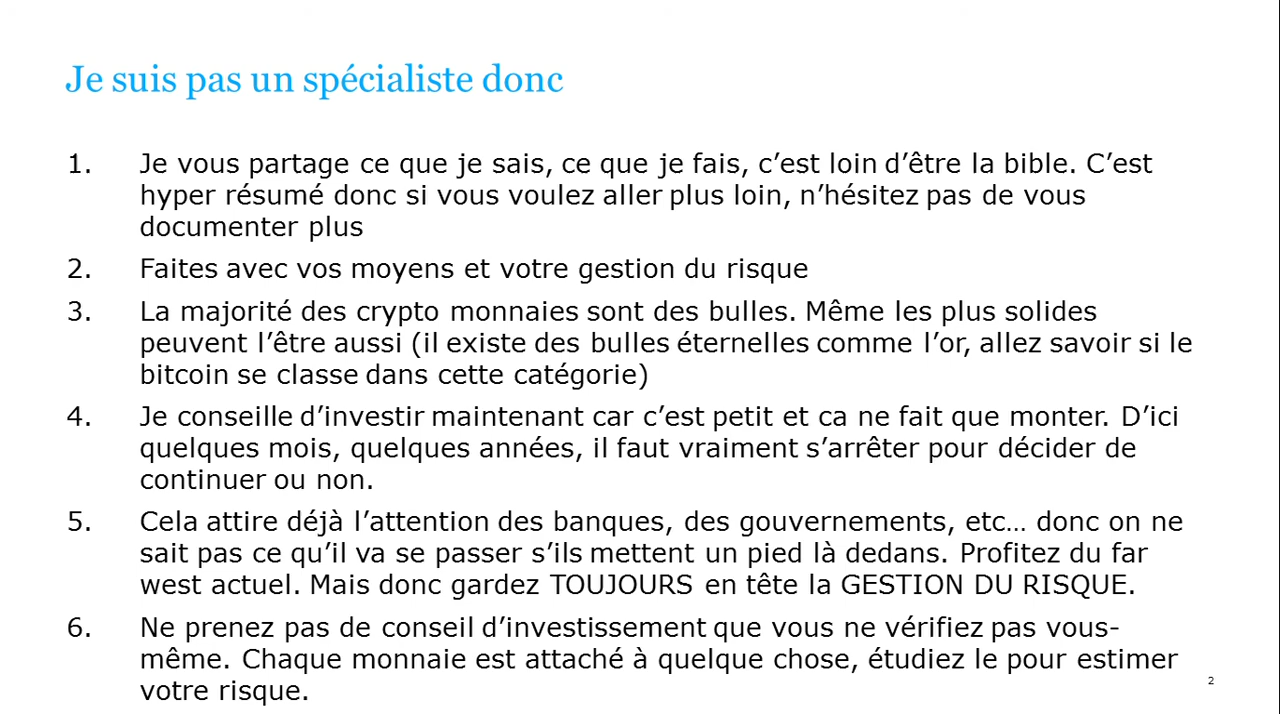 Je suis pas un spécialiste donc
1. Je vous partage ce que je sais, ce que je fais, c’est loin d’être la bible. C’est
hyper résumé donc si vous voulez aller plus loin, n’hésitez pas de vous
documenter plus
2. Faites avec vos moyens et votre gestion du risque
3. La majorité des crypto monnaies sont des bulles. Même les plus solides
peuvent l’être aussi (il existe des bulles éternelles comme l’or, allez savoir si le
bitcoin se classe dans cette catégorie)
4. Je conseille d’investir maintenant car c’est petit et ca ne fait que monter. D’ici
quelques mois, quelques années, il faut vraiment s’arrêter pour décider de
continuer ou non.
5. Cela attire déjà l’attention des banques, des gouvernements, etc… donc on ne
sait pas ce qu’il va se passer s’ils mettent un pied là dedans. Profitez du far
west actuel. Mais donc gardez TOUJOURS en tête la GESTION DU RISQUE.
6. Ne prenez pas de conseil d’investissement que vous ne vérifiez pas vous-
même. Chaque monnaie est attaché à quelque chose, étudiez le pour estimer
votre risque.
2